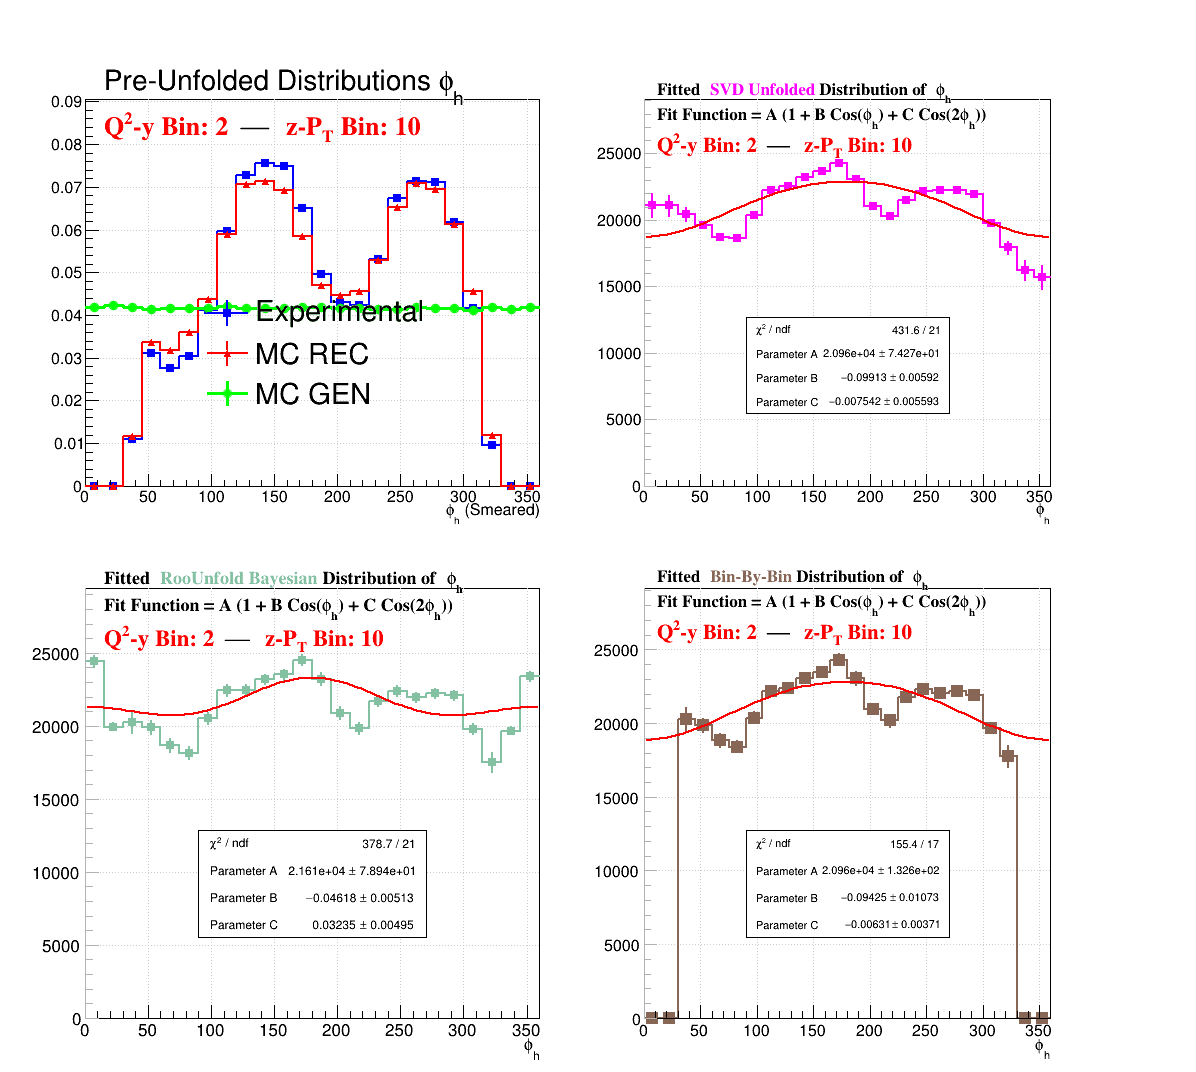 Pre-Unfolded Distributions ϕh
Q²-y Bin: 2 — z-PT Bin: 10
0.09
0.08
0.07
0.06
0.05
0.04
0.03
0.02
0.01
0
Experimental
MC REC
MC GEN
0 50 100 150 200 250 300 350
ϕh (Smeared)
Fitted SVD Unfolded Distribution of ϕh
Fit Function = A (1 + B Cos(ϕh) + C Cos(2ϕh))
Q²-y Bin: 2 — z-PT Bin: 10
25000
20000
15000
10000
5000
0
χ² / ndf 431.6 / 21
Parameter A 2.096e+04 ± 7.427e+01
Parameter B −0.09913 ± 0.00592
Parameter C −0.007542 ± 0.005593
0 50 100 150 200 250 300 350
ϕh
Fitted RooUnfold Bayesian Distribution of ϕh
Fit Function = A (1 + B Cos(ϕh) + C Cos(2ϕh))
Q²-y Bin: 2 — z-PT Bin: 10
25000
20000
15000
10000
5000
0
χ² / ndf 378.7 / 21
Parameter A 2.161e+04 ± 7.894e+01
Parameter B −0.04618 ± 0.00513
Parameter C 0.03235 ± 0.00495
0 50 100 150 200 250 300 350
ϕh
Fitted Bin-By-Bin Distribution of ϕh
Fit Function = A (1 + B Cos(ϕh) + C Cos(2ϕh))
Q²-y Bin: 2 — z-PT Bin: 10
25000
20000
15000
10000
5000
0
χ² / ndf 155.4 / 17
Parameter A 2.096e+04 ± 1.326e+02
Parameter B −0.09425 ± 0.01073
Parameter C −0.00631 ± 0.00371
0 50 100 150 200 250 300 350
ϕh